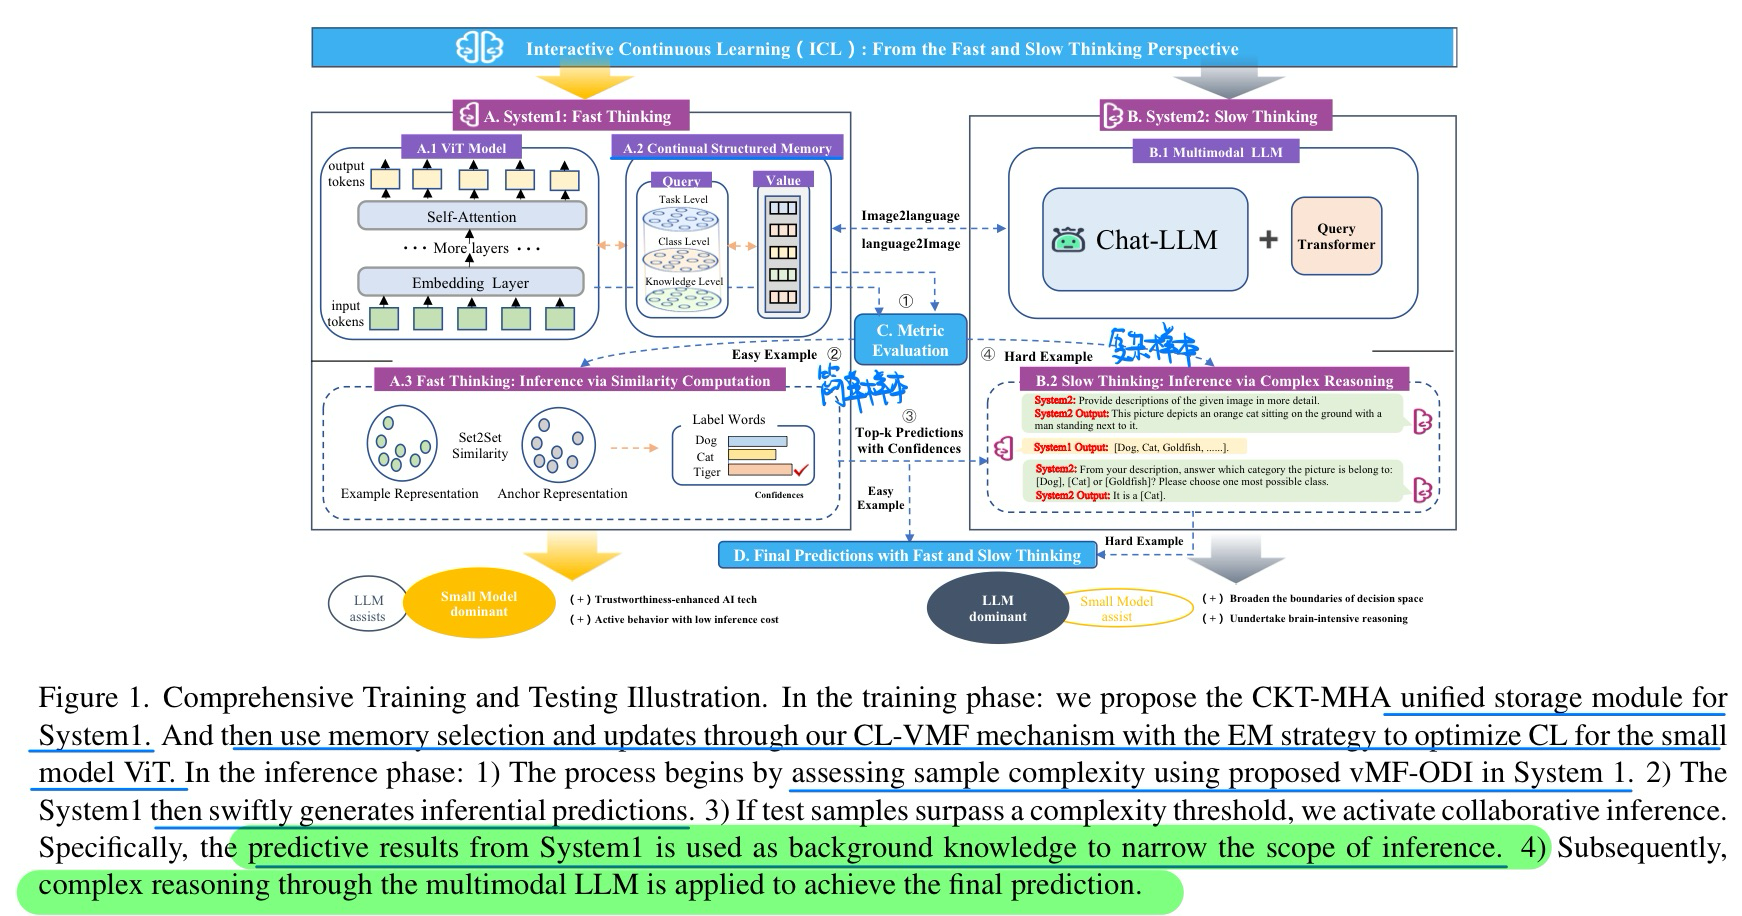 Interactive Continuous Learning ( ICL ) : From the Fast and Slow Thinking Perspective
A. System1: Fast Thinking
A.1 ViT Model
output
tokens
Self-Attention
··· More layers ···
Embedding Layer
input
tokens
A.2 Continual Structured Memory
Query
Task Level
Class Level
Knowledge Level
Value
Image2language
language2Image
B. System2: Slow Thinking
B.1 Multimodal LLM
Chat-LLM
+
Query
Transformer
①
C. Metric
Evaluation
Easy Example ②
简单样本
④ Hard Example
复杂样本
A.3 Fast Thinking: Inference via Similarity Computation
Set2Set
Similarity
Example Representation
Anchor Representation
Label Words
Dog
Cat
Tiger
Confidences
③
Top-k Predictions
with Confidences
Easy
Example
B.2 Slow Thinking: Inference via Complex Reasoning
System2: Provide descriptions of the given image in more detail.
System2 Output: This picture depicts an orange cat sitting on the ground with a
man standing next to it.
System1 Output: [Dog, Cat, Goldfish, ......].
System2: From your description, answer which category the picture is belong to:
[Dog], [Cat] or [Goldfish]? Please choose one most possible class.
System2 Output: It is a [Cat].
Hard Example
D. Final Predictions with Fast and Slow Thinking
LLM
assists
Small Model
dominant
( + ) Trustworthiness-enhanced AI tech
( + ) Active behavior with low inference cost
LLM
dominant
Small Model
assist
( + ) Broaden the boundaries of decision space
( + ) Uundertake brain-intensive reasoning
Figure 1. Comprehensive Training and Testing Illustration. In the training phase: we propose the CKT-MHA unified storage module for
System1. And then use memory selection and updates through our CL-VMF mechanism with the EM strategy to optimize CL for the small
model ViT. In the inference phase: 1) The process begins by assessing sample complexity using proposed vMF-ODI in System 1. 2) The
System1 then swiftly generates inferential predictions. 3) If test samples surpass a complexity threshold, we activate collaborative inference.
Specifically, the predictive results from System1 is used as background knowledge to narrow the scope of inference. 4) Subsequently,
complex reasoning through the multimodal LLM is applied to achieve the final prediction.